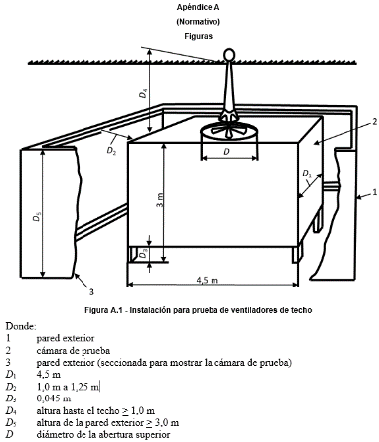 Apéndice A
(Normativo)
Figuras
D₄
2
D₂
D
D₁
1
3 m
D₅
D₃
4,5 m
3
Figura A.1 - Instalación para prueba de ventiladores de techo
Donde:
1 pared exterior
2 cámara de prueba
3 pared exterior (seccionada para mostrar la cámara de prueba)
D₁ 4,5 m
D₂ 1,0 m a 1,25 m
D₃ 0,045 m
D₄ altura hasta el techo ≥ 1,0 m
D₅ altura de la pared exterior ≥ 3,0 m
D diámetro de la abertura superior